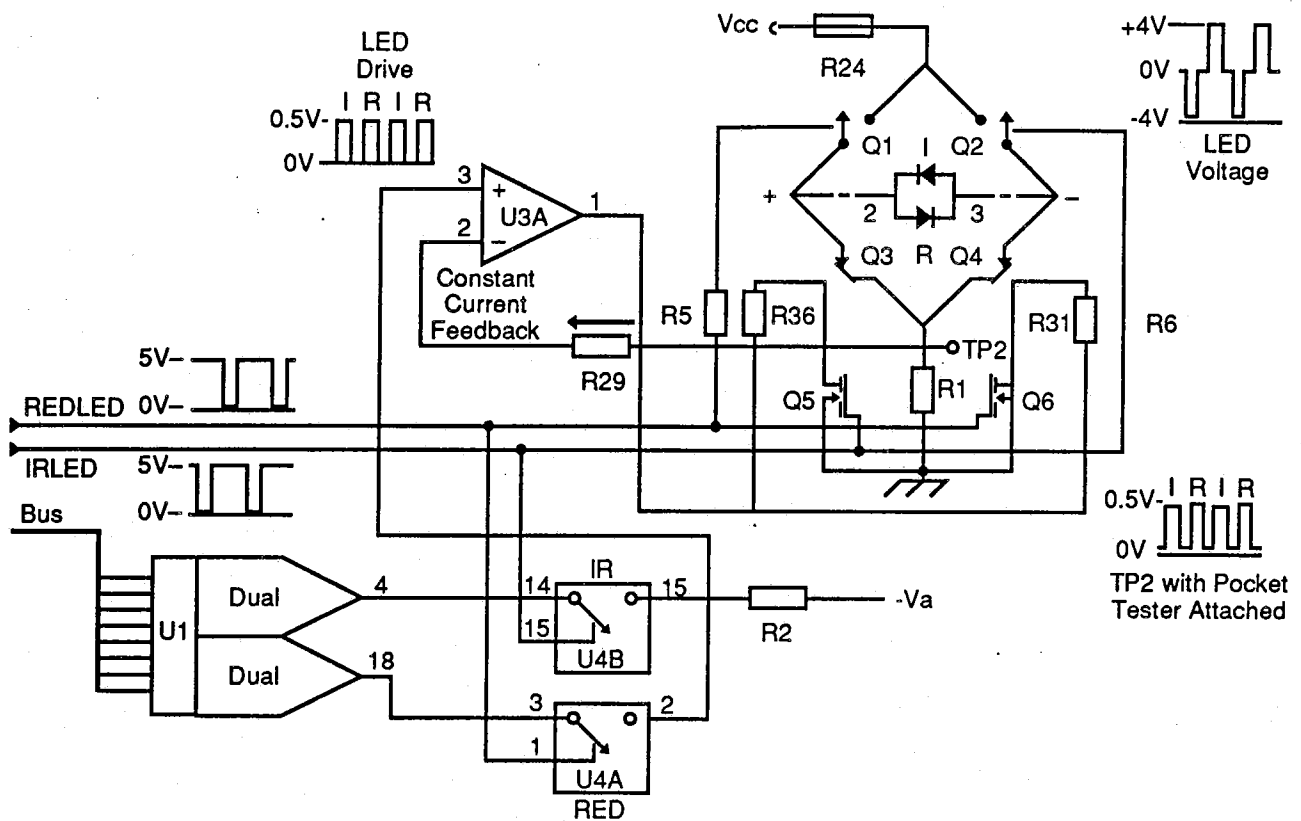 Vcc
R24
+4V
0V
-4V
LED
Voltage
LED
Drive
I R I R
0.5V-
0V
Q1
I
Q2
+
2
3
-
Q3
R
Q4
3
+
U3A
1
2
-
Constant
Current
Feedback
R29
R5
R36
TP2
R1
Q5
Q6
R31
R6
5V-
0V-
REDLED
IRLED
5V-
0V-
Bus
I R I R
0.5V-
0V
TP2 with Pocket
Tester Attached
U1
Dual
4
Dual
18
IR
14
15
15
U4B
R2
-Va
3
2
1
U4A
RED